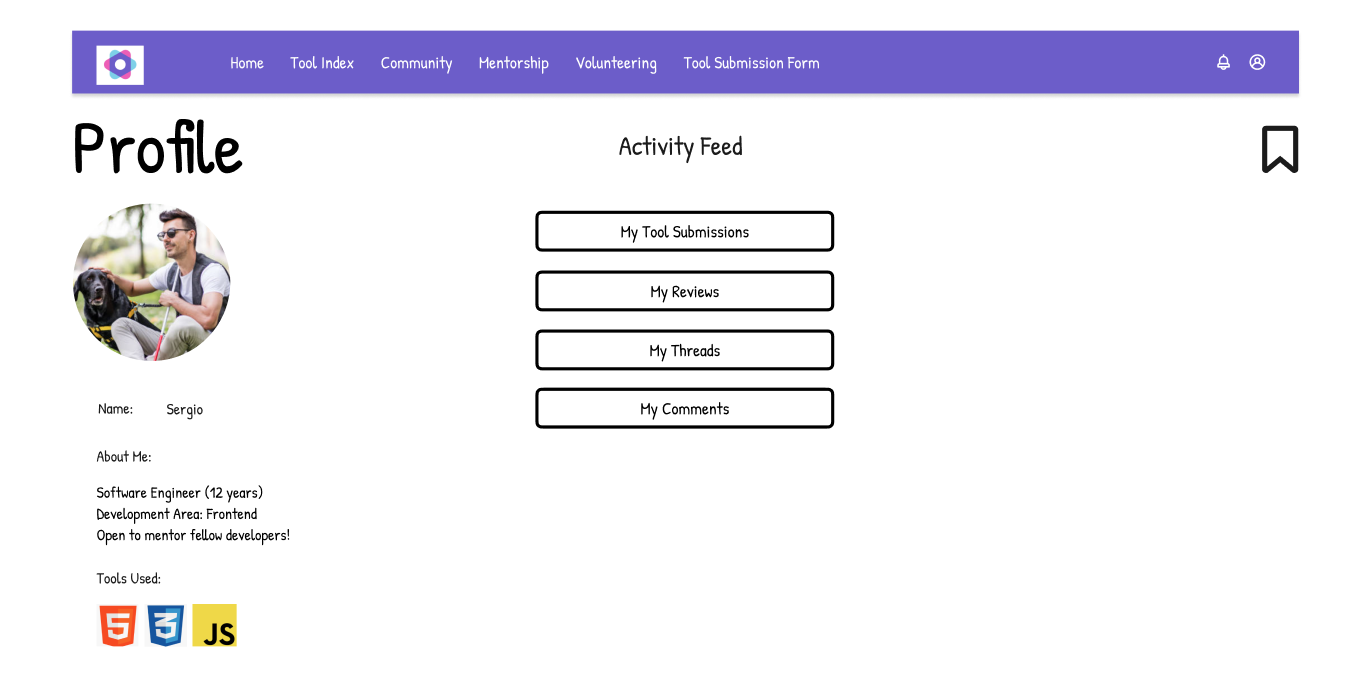 Home Tool Index Community Mentorship Volunteering Tool Submission Form
Profile
Activity Feed
My Tool Submissions
My Reviews
My Threads
My Comments
Name: Sergio
About Me:
Software Engineer (12 years)
Development Area: Frontend
Open to mentor fellow developers!
Tools Used:
5 3 JS